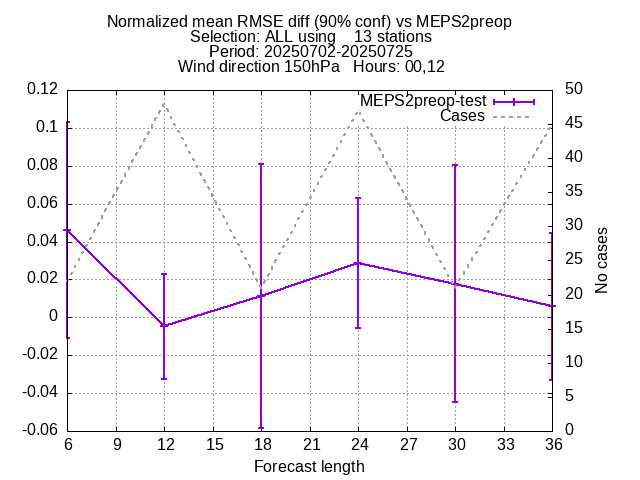 Normalized mean RMSE diff (90% conf) vs MEPS2preop
Selection: ALL using    13 stations
Period: 20250702-20250725
Wind direction 150hPa   Hours: 00,12
MEPS2preop-test
Cases
0.12
0.1
0.08
0.06
0.04
0.02
0
-0.02
-0.04
-0.06
50
45
40
35
30
25
20
15
10
5
0
No cases
6 9 12 15 18 21 24 27 30 33 36
Forecast length